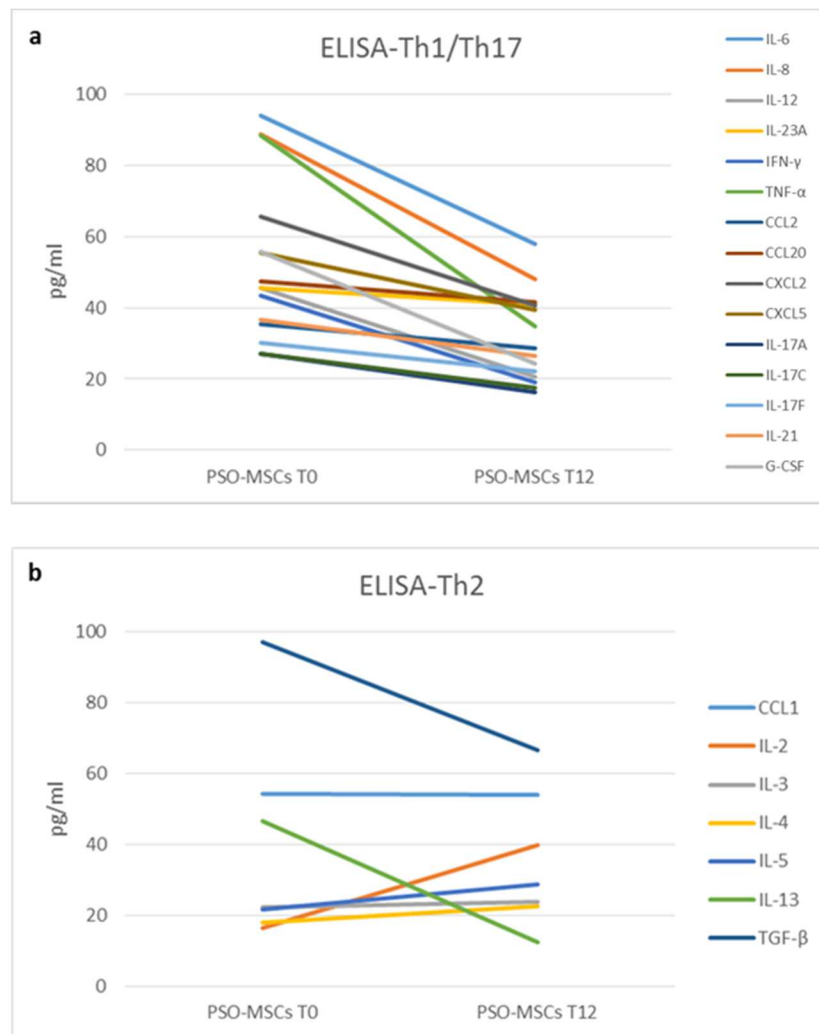 a
ELISA-Th1/Th17
100
80
60
40
20
0
pg/ml
PSO-MSCs T0
PSO-MSCs T12
IL-6
IL-8
IL-12
IL-23A
IFN-γ
TNF-α
CCL2
CCL20
CXCL2
CXCL5
IL-17A
IL-17C
IL-17F
IL-21
G-CSF
b
ELISA-Th2
100
80
60
40
20
0
pg/ml
PSO-MSCs T0
PSO-MSCs T12
CCL1
IL-2
IL-3
IL-4
IL-5
IL-13
TGF-β